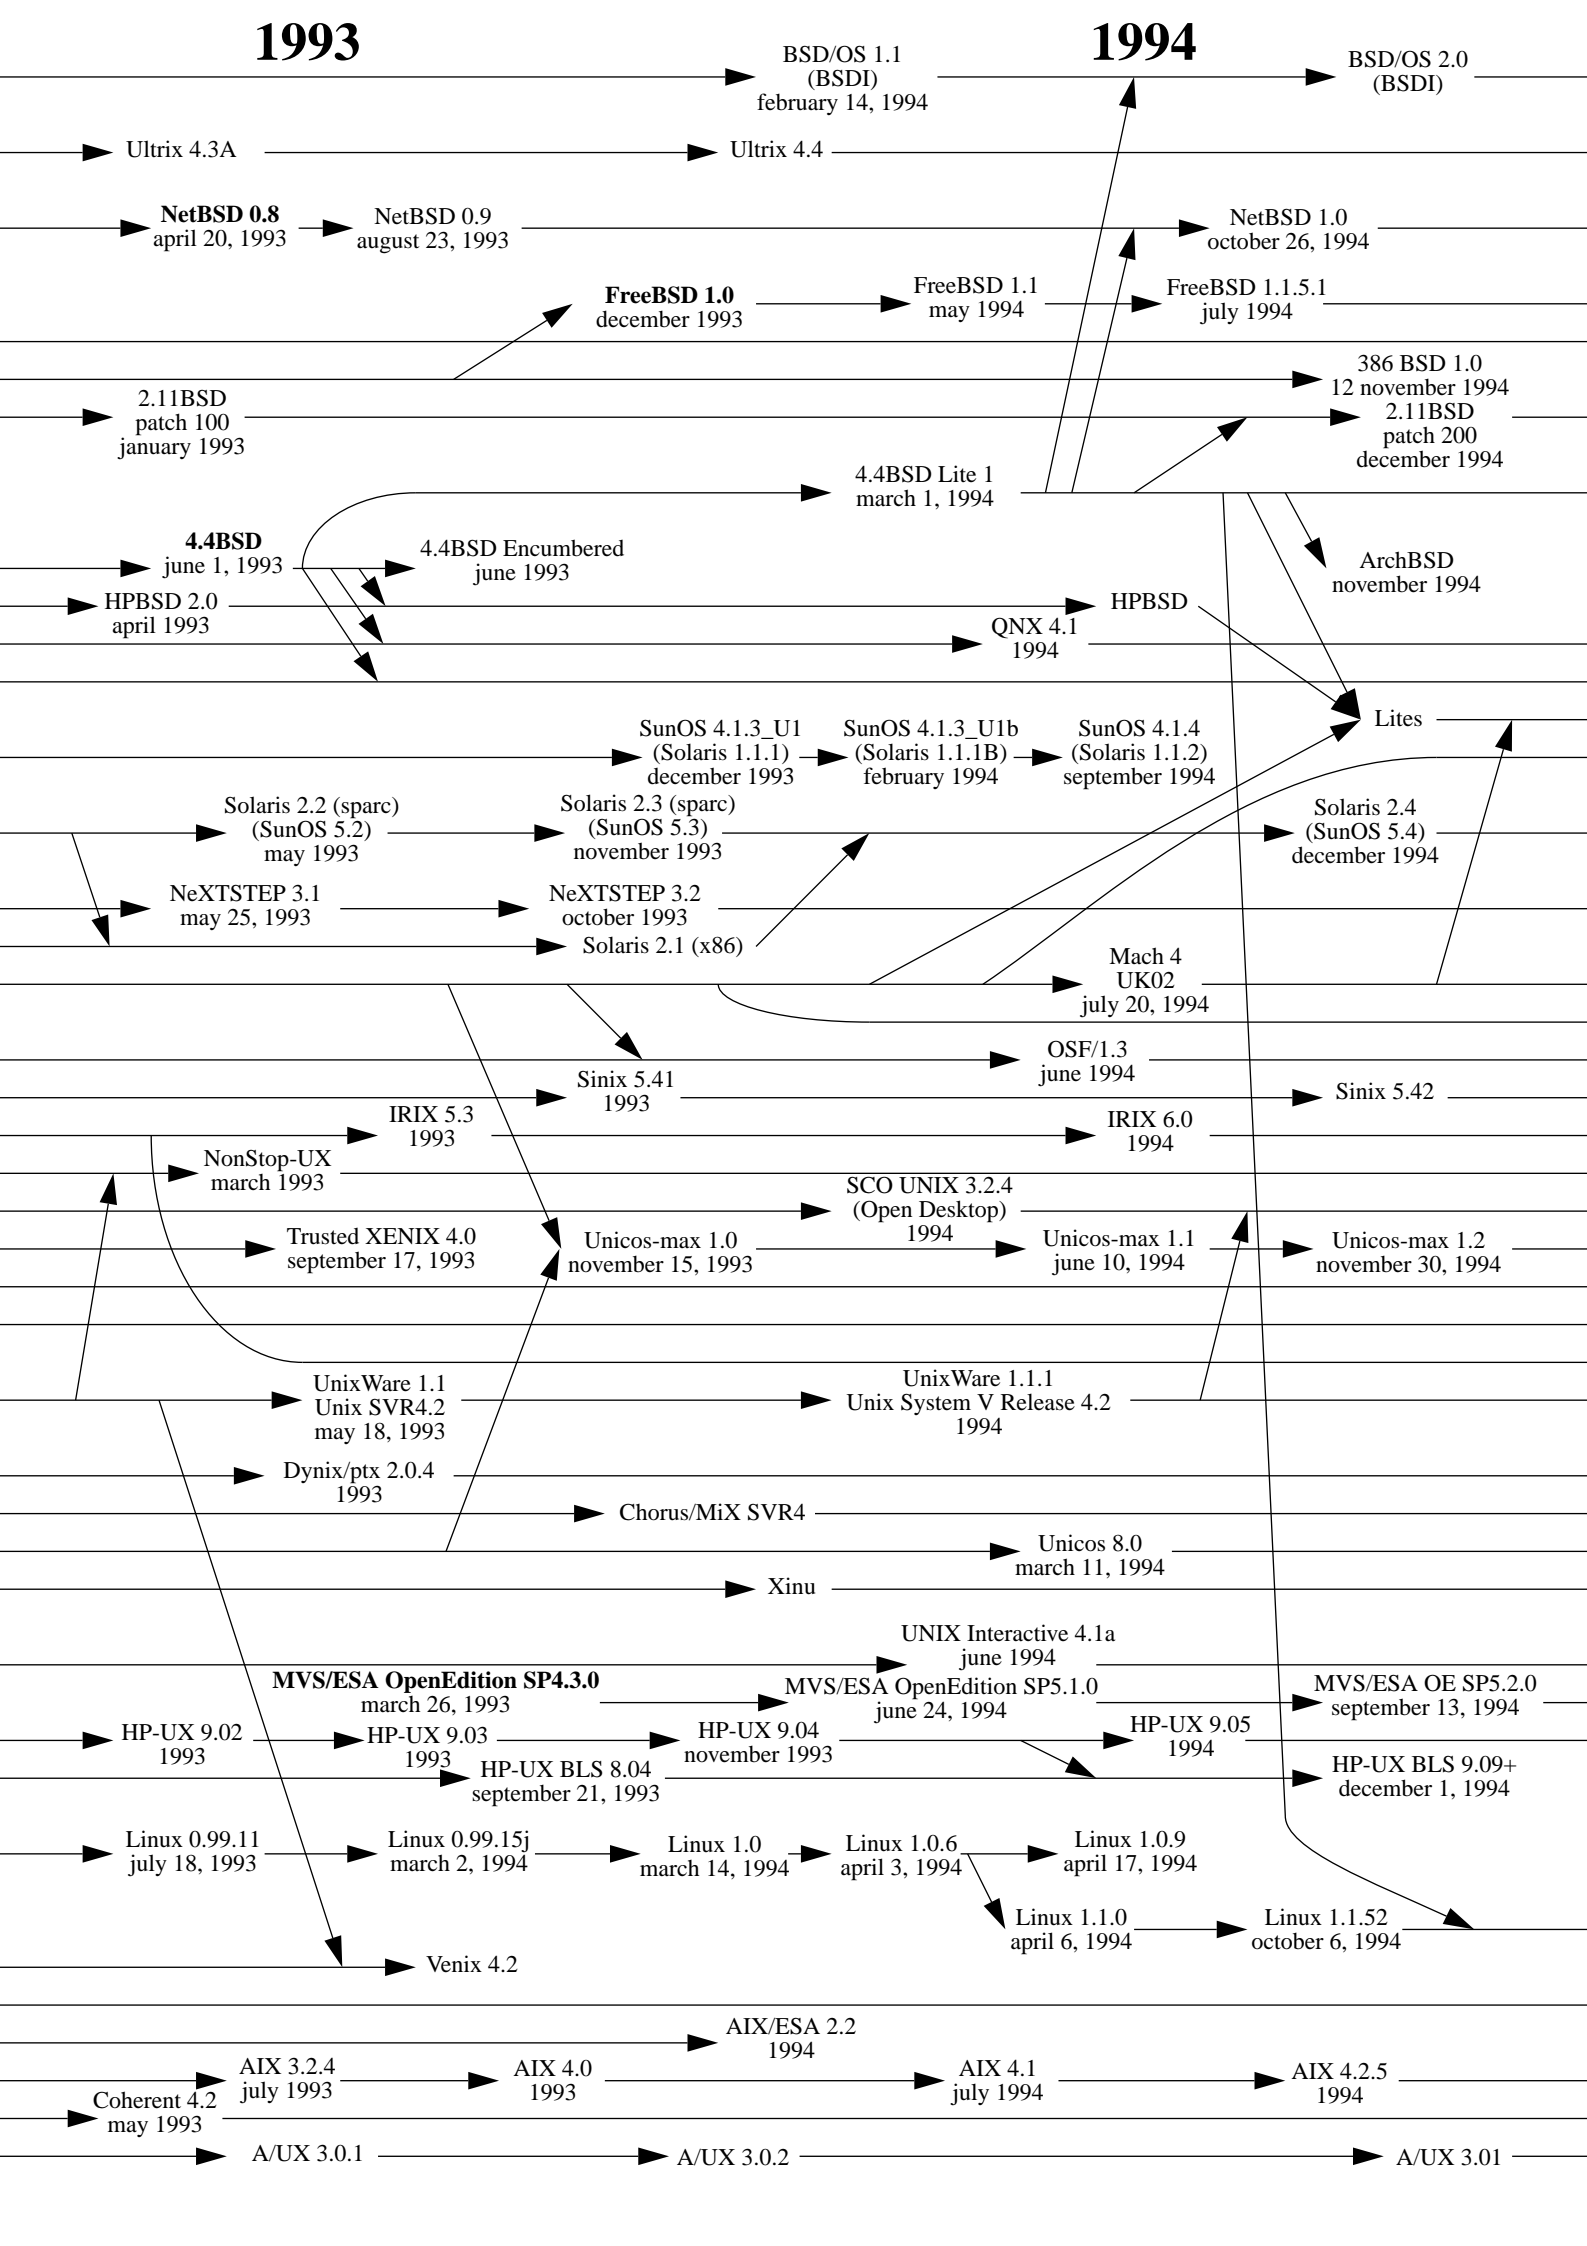 1993
1994
BSD/OS 1.1
(BSDI)
february 14, 1994
BSD/OS 2.0
(BSDI)
Ultrix 4.3A
Ultrix 4.4
NetBSD 0.8
april 20, 1993
NetBSD 0.9
august 23, 1993
NetBSD 1.0
october 26, 1994
FreeBSD 1.0
december 1993
FreeBSD 1.1
may 1994
FreeBSD 1.1.5.1
july 1994
386 BSD 1.0
12 november 1994
2.11BSD
patch 100
january 1993
2.11BSD
patch 200
december 1994
4.4BSD Lite 1
march 1, 1994
4.4BSD
june 1, 1993
4.4BSD Encumbered
june 1993
ArchBSD
november 1994
HPBSD 2.0
april 1993
HPBSD
QNX 4.1
1994
Lites
SunOS 4.1.3_U1
(Solaris 1.1.1)
december 1993
SunOS 4.1.3_U1b
(Solaris 1.1.1B)
february 1994
SunOS 4.1.4
(Solaris 1.1.2)
september 1994
Solaris 2.2 (sparc)
(SunOS 5.2)
may 1993
Solaris 2.3 (sparc)
(SunOS 5.3)
november 1993
Solaris 2.4
(SunOS 5.4)
december 1994
NeXTSTEP 3.1
may 25, 1993
NeXTSTEP 3.2
october 1993
Solaris 2.1 (x86)
Mach 4
UK02
july 20, 1994
OSF/1.3
june 1994
Sinix 5.41
1993
Sinix 5.42
IRIX 5.3
1993
IRIX 6.0
1994
NonStop-UX
march 1993
SCO UNIX 3.2.4
(Open Desktop)
1994
Trusted XENIX 4.0
september 17, 1993
Unicos-max 1.0
november 15, 1993
Unicos-max 1.1
june 10, 1994
Unicos-max 1.2
november 30, 1994
UnixWare 1.1
Unix SVR4.2
may 18, 1993
UnixWare 1.1.1
Unix System V Release 4.2
1994
Dynix/ptx 2.0.4
1993
Chorus/MiX SVR4
Unicos 8.0
march 11, 1994
Xinu
UNIX Interactive 4.1a
june 1994
MVS/ESA OpenEdition SP4.3.0
march 26, 1993
MVS/ESA OpenEdition SP5.1.0
june 24, 1994
MVS/ESA OE SP5.2.0
september 13, 1994
HP-UX 9.02
1993
HP-UX 9.03
1993
HP-UX 9.04
november 1993
HP-UX 9.05
1994
HP-UX BLS 8.04
september 21, 1993
HP-UX BLS 9.09+
december 1, 1994
Linux 0.99.11
july 18, 1993
Linux 0.99.15j
march 2, 1994
Linux 1.0
march 14, 1994
Linux 1.0.6
april 3, 1994
Linux 1.0.9
april 17, 1994
Linux 1.1.0
april 6, 1994
Linux 1.1.52
october 6, 1994
Venix 4.2
AIX/ESA 2.2
1994
AIX 3.2.4
july 1993
AIX 4.0
1993
AIX 4.1
july 1994
AIX 4.2.5
1994
Coherent 4.2
may 1993
A/UX 3.0.1
A/UX 3.0.2
A/UX 3.01